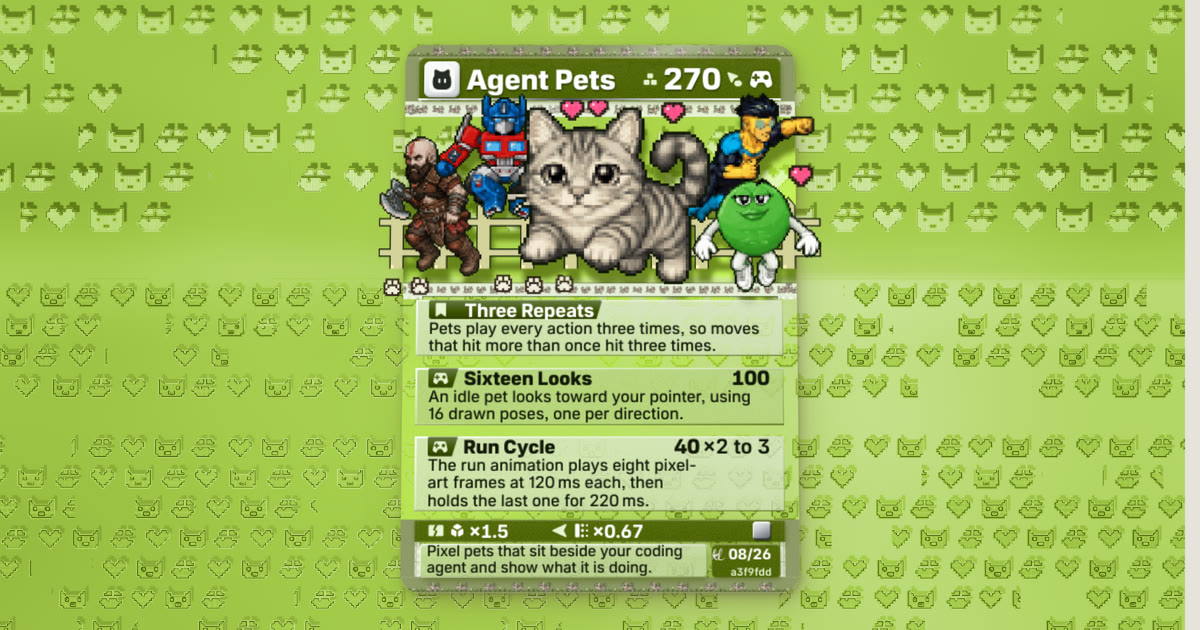 Agent Pets 270
Three Repeats
Pets play every action three times, so moves
that hit more than once hit three times.
Sixteen Looks 100
An idle pet looks toward your pointer, using
16 drawn poses, one per direction.
Run Cycle 40 ×2 to 3
The run animation plays eight pixel-
art frames at 120 ms each, then
holds the last one for 220 ms.
×1.5 ×0.67
Pixel pets that sit beside your coding
agent and show what it is doing.
08/26
a3f9fdd